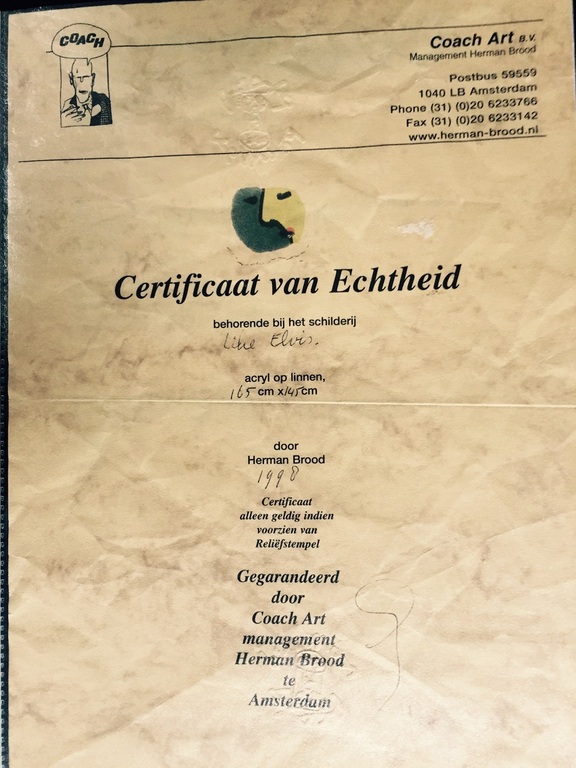 COACH
Coach Art B.V.
Management Herman Brood
Postbus 59559
1040 LB Amsterdam
Phone (31) (0)20 6233766
Fax (31) (0)20 6233142
www.herman-brood.nl
Certificaat van Echtheid
behorende bij het schilderij
Like Elvis.
acryl op linnen,
165 cm x 145 cm
door
Herman Brood
1998
Certificaat
alleen geldig indien
voorzien van
Reliëfstempel
Gegarandeerd
door
Coach Art
management
Herman Brood
te
Amsterdam